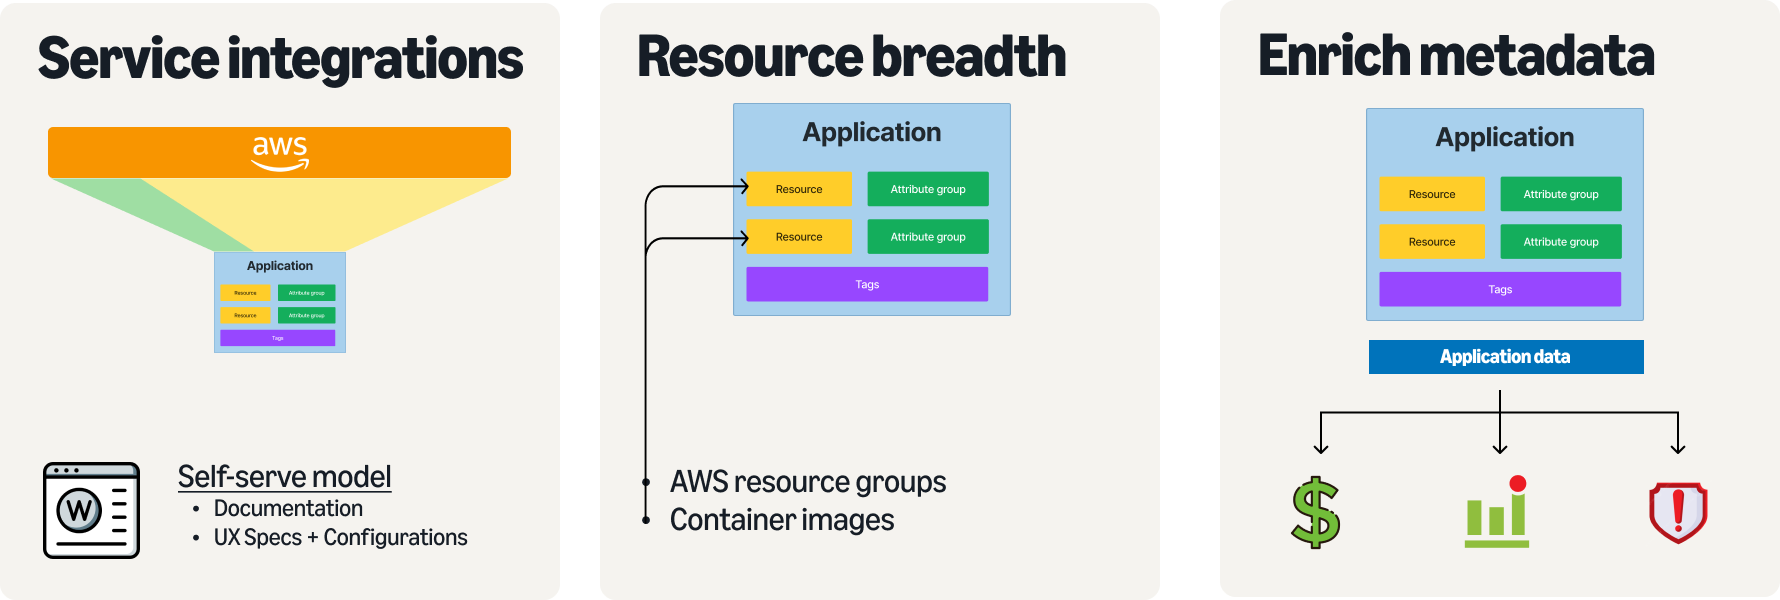 Service integrations
aws
Application
Resource
Attribute group
Resource
Attribute group
Tags
W
Self-serve model
• Documentation
• UX Specs + Configurations
Resource breadth
Application
Resource
Attribute group
Resource
Attribute group
Tags
• AWS resource groups
• Container images
Enrich metadata
Application
Resource
Attribute group
Resource
Attribute group
Tags
Application data
$
!